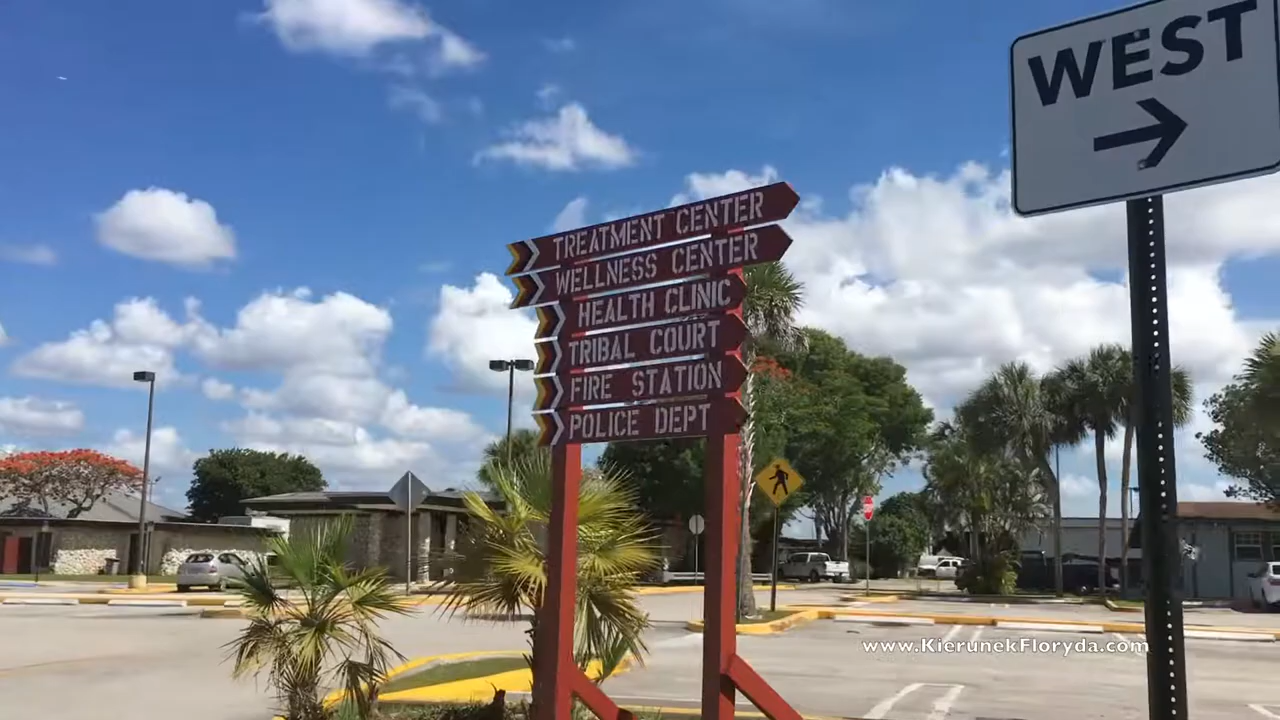 WEST
TREATMENT CENTER
WELLNESS CENTER
HEALTH CLINIC
TRIBAL COURT
FIRE STATION
POLICE DEPT
www.KierunekFloryda.com